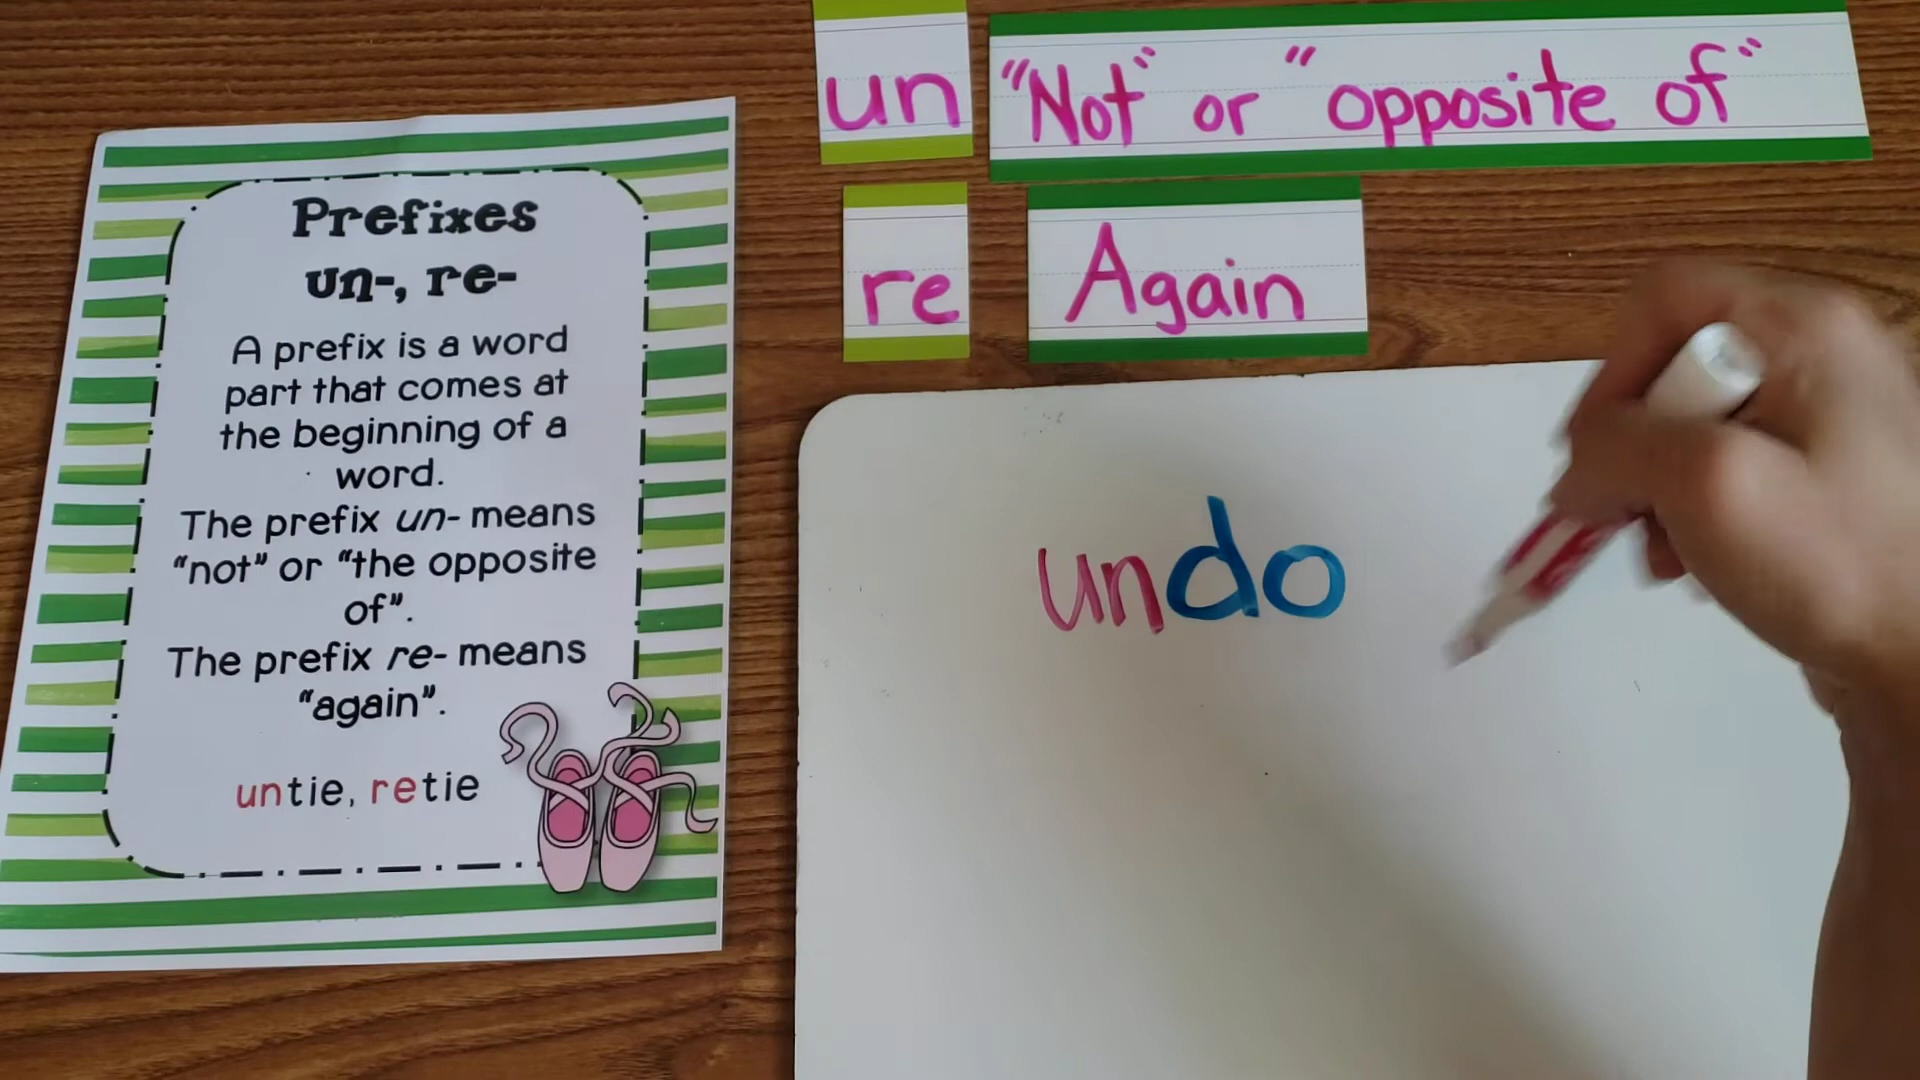 Prefixes
un-, re-
A prefix is a word
part that comes at
the beginning of a
word.
The prefix un- means
"not" or "the opposite
of".
The prefix re- means
"again".
untie, retie
un
"Not" or "opposite of"
re
Again
undo